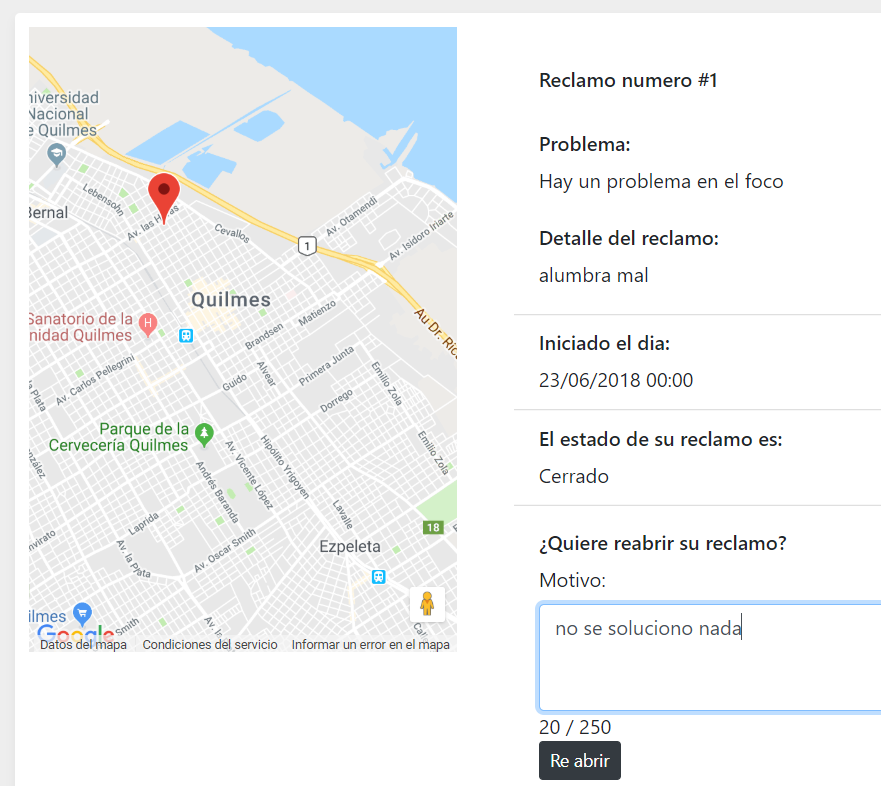 Reclamo numero #1
Problema:
Hay un problema en el foco
Detalle del reclamo:
alumbra mal
Iniciado el dia:
23/06/2018 00:00
El estado de su reclamo es:
Cerrado
¿Quiere reabrir su reclamo?
Motivo:
no se soluciono nada
20 / 250
Re abrir
niversidad
Nacional
e Quilmes
Bernal
Lebensohn
Av. las Heras
Cevallos
Av. Otamendi
Av. Isidoro Iriarte
1
Quilmes
Au Dr. Rica
Sanatorio de la
nidad Quilmes
H
Matienzo
Brandsen
Av. Carlos Pellegrini
a Plata
Guido
Alvear
Primera Junta
Emilio Zola
Dorrego
Parque de la
Cervecería Quilmes
Emilio Zola
Av. Vicente López
Hipólito Yrigoyen
Andrés Baranda
nzález
Laprida
Lavalle
18
nvirato
Av. la Plata
Av. Oscar Smith
Ezpeleta
ilmes
Smith
Av. In
Google
Datos del mapa
Condiciones del servicio
Informar un error en el mapa